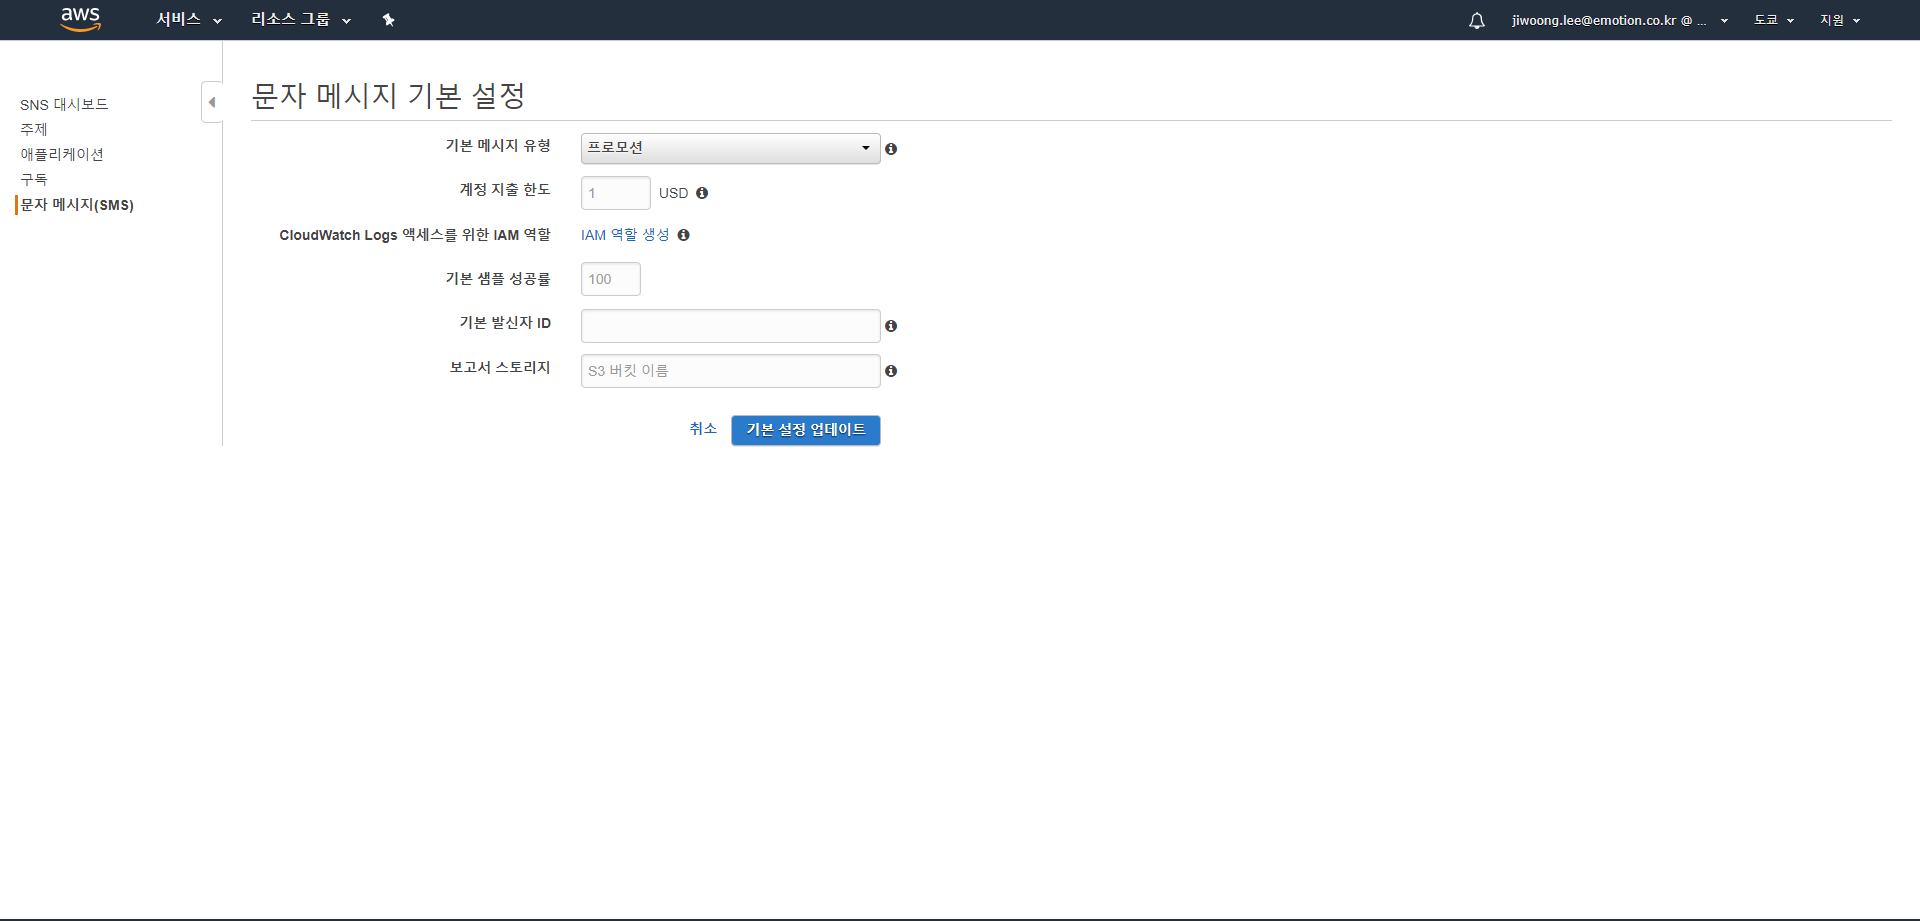 aws 서비스 리소스 그룹 jiwoong.lee@emotion.co.kr @ ... 도쿄 지원
SNS 대시보드
주제
애플리케이션
구독
문자 메시지(SMS)
문자 메시지 기본 설정
기본 메시지 유형 프로모션
계정 지출 한도 1 USD
CloudWatch Logs 액세스를 위한 IAM 역할 IAM 역할 생성
기본 샘플 성공률 100
기본 발신자 ID
보고서 스토리지 S3 버킷 이름
취소 기본 설정 업데이트